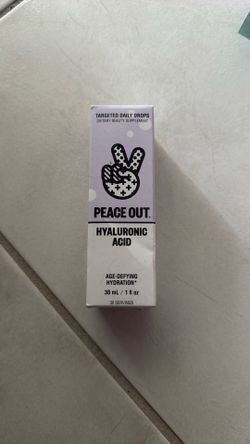 TARGETED DAILY DROPS
DIETARY BEAUTY SUPPLEMENT
PEACE OUT.
HYALURONIC
ACID
AGE-DEFYING
HYDRATION*
30 mL / 1 fl oz
30 SERVINGS